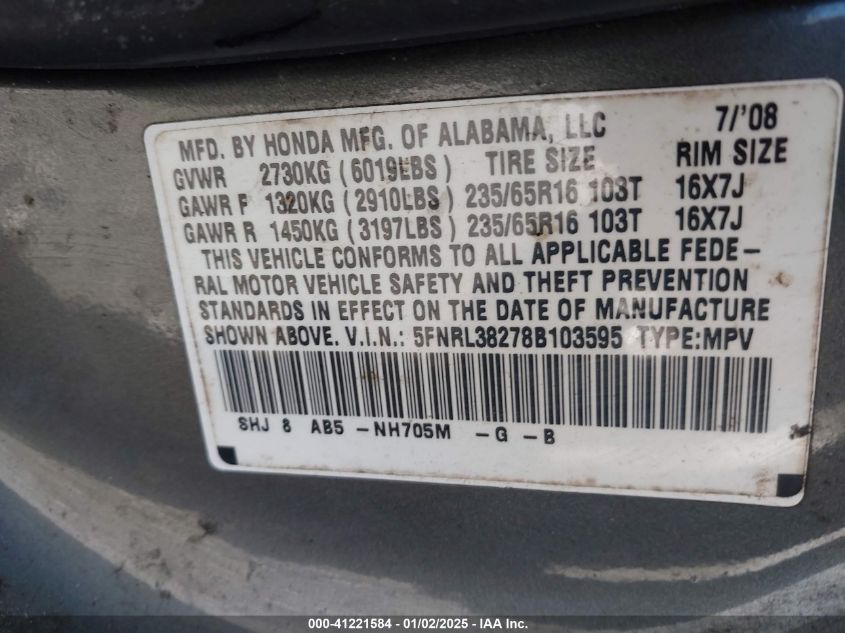 MFD. BY HONDA MFG. OF ALABAMA, LLC 7/'08
GVWR 2730KG (6019LBS) TIRE SIZE RIM SIZE
GAWR F 1320KG (2910LBS) 235/65R16 103T 16X7J
GAWR R 1450KG (3197LBS) 235/65R16 103T 16X7J
THIS VEHICLE CONFORMS TO ALL APPLICABLE FEDE-
RAL MOTOR VEHICLE SAFETY AND THEFT PREVENTION
STANDARDS IN EFFECT ON THE DATE OF MANUFACTURE
SHOWN ABOVE. V.I.N.: 5FNRL38278B103595 TYPE:MPV
SHJ 8 AB5 -NH705M -G -B
000-41221584 - 01/02/2025 - IAAI Inc.